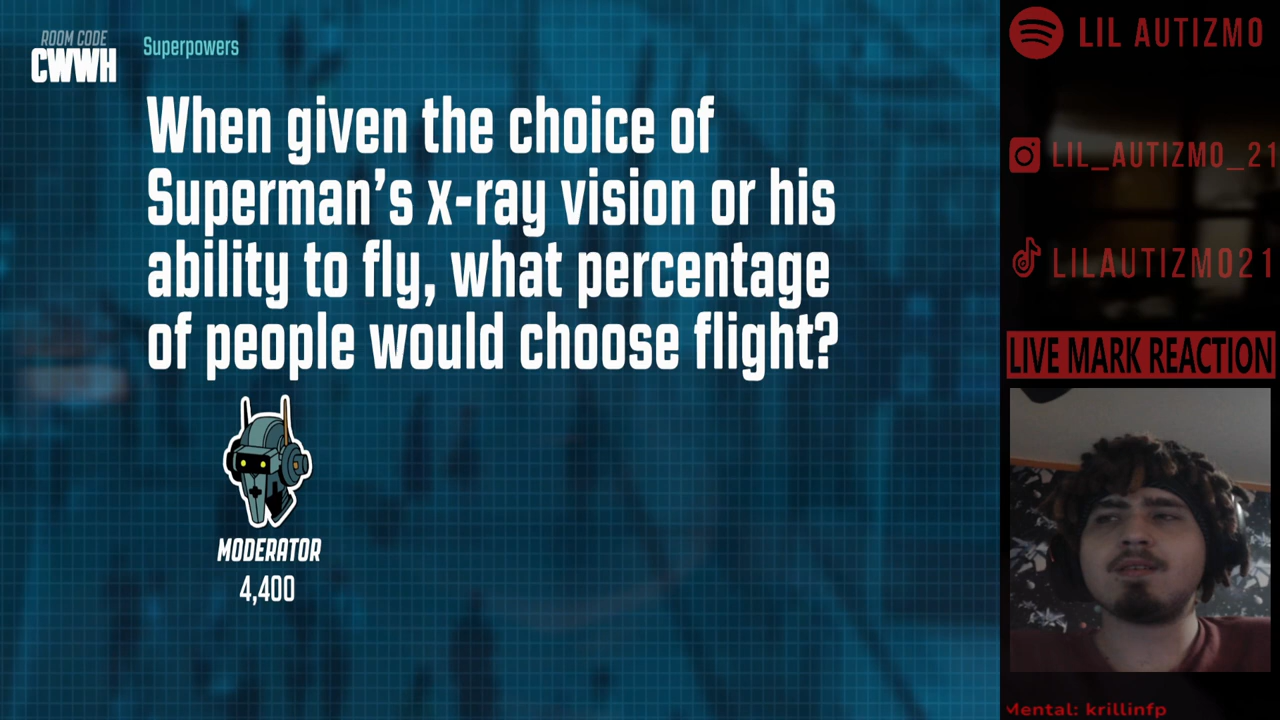 ROOM CODE
CWWH
Superpowers
When given the choice of
Superman's x-ray vision or his
ability to fly, what percentage
of people would choose flight?
MODERATOR
4,400
LIL AUTIZMO
LIL_AUTIZMO_21
LILAUTIZMO21
LIVE MARK REACTION
Mental: krillinfp